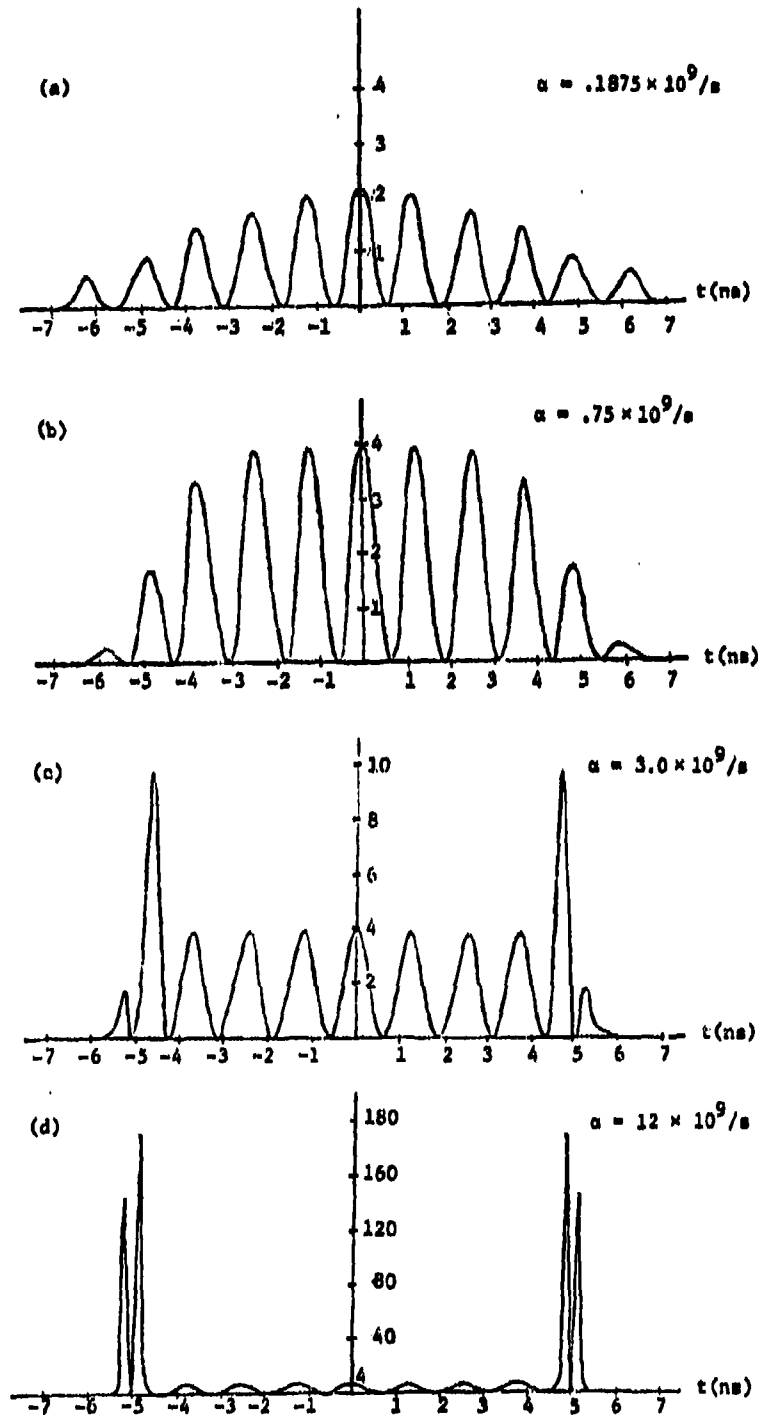 (a)
α = .1875×10⁹/s
4
3
2
1
t(ns)
-7 -6 -5 -4 -3 -2 -1 1 2 3 4 5 6 7
(b)
α = .75×10⁹/s
4
3
2
1
t(ns)
-7 -6 -5 -4 -3 -2 -1 1 2 3 4 5 6 7
(c)
α = 3.0×10⁹/s
10
8
6
4
2
t(ns)
-7 -6 -5 -4 -3 -2 -1 1 2 3 4 5 6 7
(d)
α = 12 × 10⁹/s
180
160
120
80
40
4
t(ns)
-7 -6 -5 -4 -3 -2 -1 1 2 3 4 5 6 7